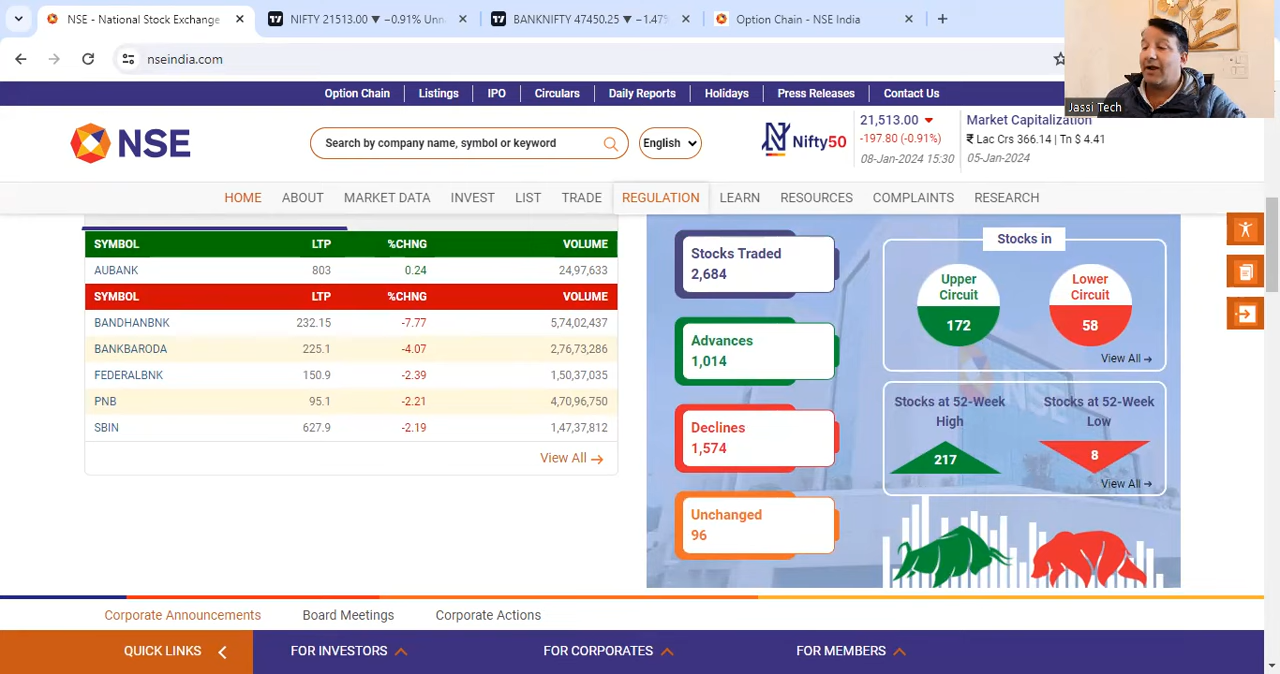 NSE - National Stock Exchange
NIFTY 21513.00 ▼ −0.91% Unn
BANKNIFTY 47450.25 ▼ −1.47%
Option Chain - NSE India
nseindia.com
Jassi Tech
Option Chain
Listings
IPO
Circulars
Daily Reports
Holidays
Press Releases
Contact Us
NSE
Search by company name, symbol or keyword
English
Nifty50
21,513.00
-197.80 (-0.91%)
08-Jan-2024 15:30
Market Capitalization
₹ Lac Crs 366.14 | Tn $ 4.41
05-Jan-2024
HOME ABOUT MARKET DATA INVEST LIST TRADE REGULATION LEARN RESOURCES COMPLAINTS RESEARCH
SYMBOL LTP %CHNG VOLUME
AUBANK 803 0.24 24,97,633
SYMBOL LTP %CHNG VOLUME
BANDHANBNK 232.15 -7.77 5,74,02,437
BANKBARODA 225.1 -4.07 2,76,73,286
FEDERALBNK 150.9 -2.39 1,50,37,035
PNB 95.1 -2.21 4,70,96,750
SBIN 627.9 -2.19 1,47,37,812
View All →
Stocks Traded
2,684
Advances
1,014
Declines
1,574
Unchanged
96
Stocks in
Upper
Circuit
172
Lower
Circuit
58
View All →
Stocks at 52-Week
High
217
Stocks at 52-Week
Low
8
View All →
NSE
Corporate Announcements
Board Meetings
Corporate Actions
QUICK LINKS
FOR INVESTORS
FOR CORPORATES
FOR MEMBERS